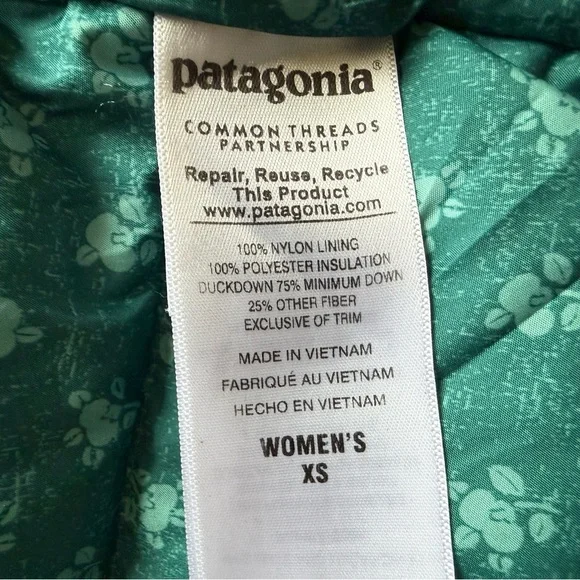 patagonia®
COMMON THREADS
PARTNERSHIP
Repair, Reuse, Recycle
This Product
www.patagonia.com
100% NYLON LINING
100% POLYESTER INSULATION
DUCKDOWN 75% MINIMUM DOWN
25% OTHER FIBER
EXCLUSIVE OF TRIM
MADE IN VIETNAM
FABRIQUÉ AU VIETNAM
HECHO EN VIETNAM
WOMEN'S
XS